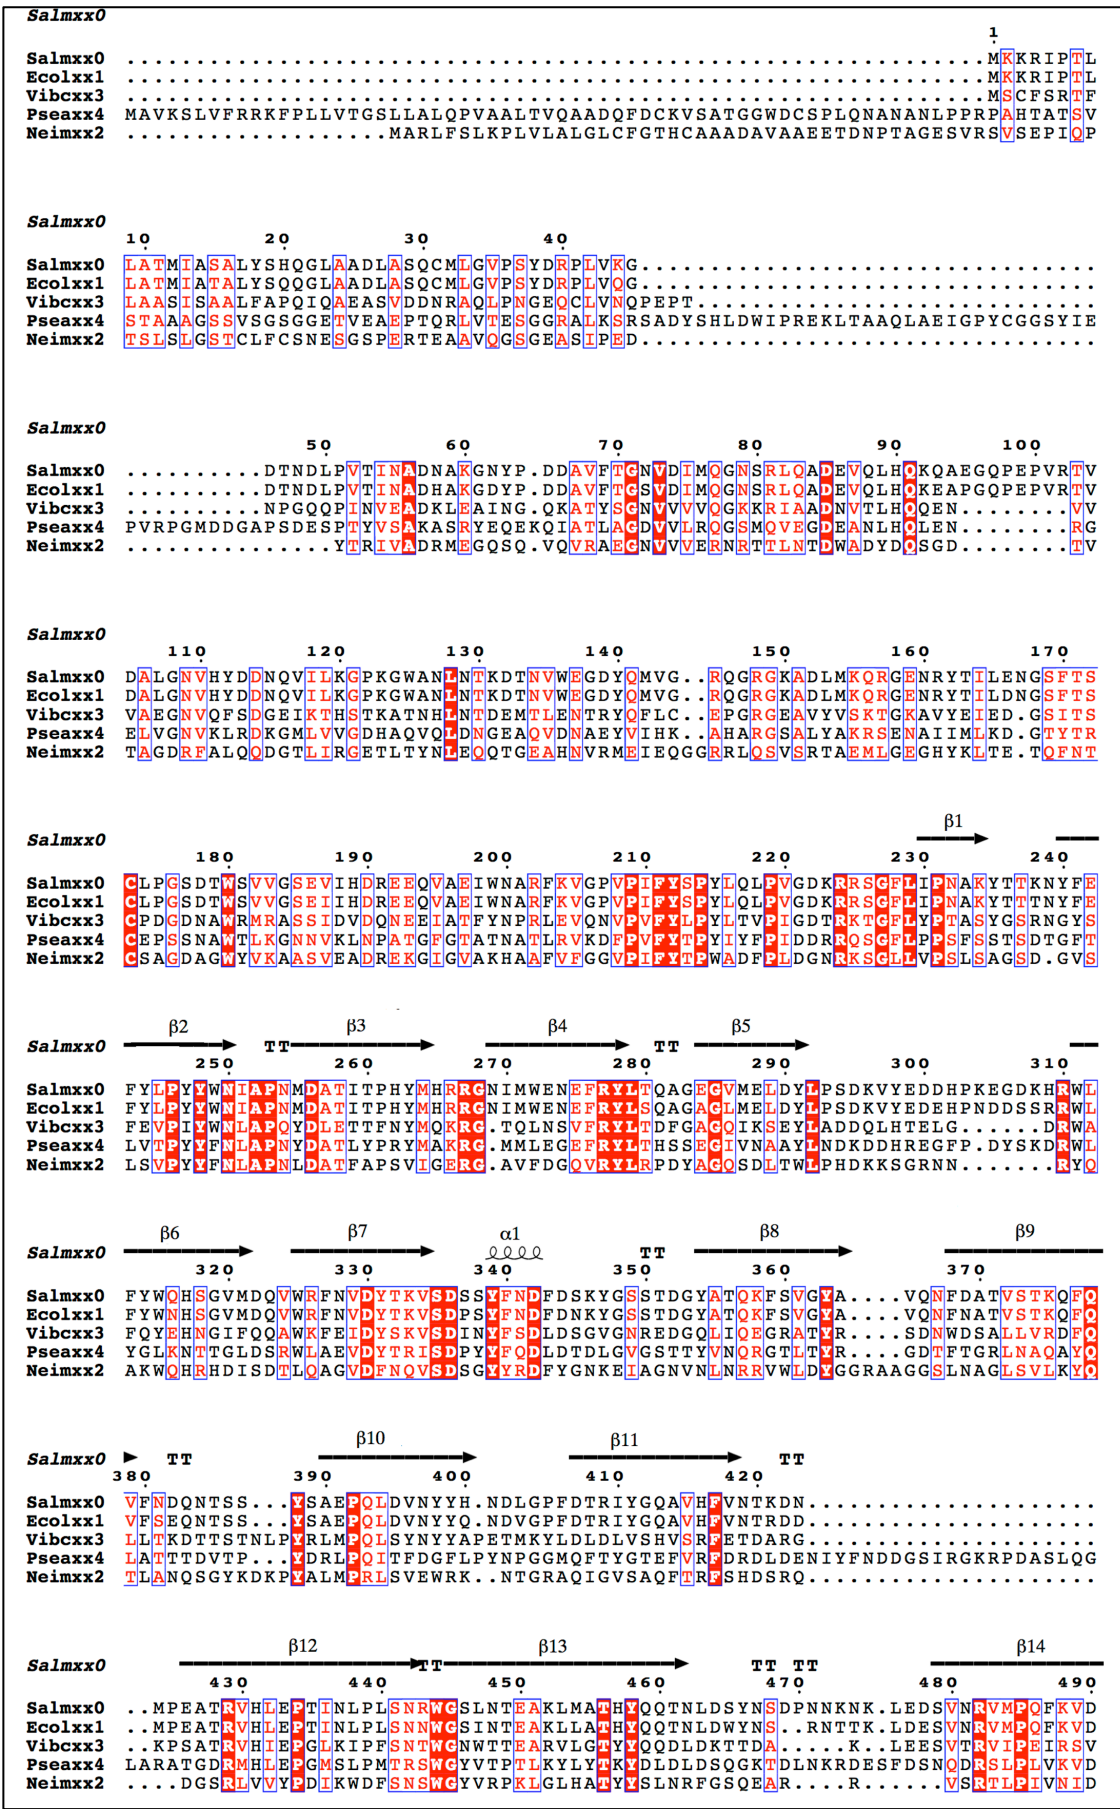 Salmxx0
1
Salmxx0 ..............................................................MKKRIPTL
Ecolxx1 ..............................................................MKKRIPTL
Vibcxx3 ..............................................................MSCFSRTF
Pseaxx4 MAVKSLVFRRKFPLLVTGSLLALQPVAALTVQAADQFDCKVSATGGWDCSPLQNANANLPPRPAHTATSV
Neimxx2 ...................MARLFSLKPLVLALGLCFGTHCAAADAVAAEETDNPTAGESVRSVSEPIQP
Salmxx0
10 20 30 40
Salmxx0 LATMIASALYSHQGLAADLASQCMLGVPSYDRPLVKG.................................
Ecolxx1 LATMIATALYSQQGLAADLASQCMLGVPSYDRPLVQG.................................
Vibcxx3 LAASISAALFAPQIQAEASVDDNRAQLPNGEQCLVNQPEPT.............................
Pseaxx4 STAAAGSSVSGSGGETVEAEPTQRLVTESGGRALKSRSADYSHLDWIPREKLTAAQLAEIGPYCGGSYIE
Neimxx2 TSLSLGSTCLFCSNESGSPERTEAAVQGSGEASIPED.................................
Salmxx0
50 60 70 80 90 100
Salmxx0 ..........DTNDLPVTINADNAKGNYP.DDAVFTGNVDIMQGNSRLQADEVQLHQKQAEGQPEPVRTV
Ecolxx1 ..........DTNDLPVTINADHAKGDYP.DDAVFTGSVDIMQGNSRLQADEVQLHQKEAPGQPEPVRTV
Vibcxx3 ..........NPGQQPINVEADKLEAING.QKATYSGNVVVVQGKKRIAADNVTLHQQEN........VV
Pseaxx4 PVRPGMDDGAPSDESPTYVSAKASRYEQEKQIATLAGDVVLRQGSMQVEGDEANLHQLEN........RG
Neimxx2 ...............YTRIVADRMEGQSQ.VQVRAEGNVVVERNRTTLNTDWADYDQSGD........TV
Salmxx0
110 120 130 140 150 160 170
Salmxx0 DALGNVHYDDNQVILKGPKGWANLNTKDTNVWEGDYQMVG..RQGRGKADLMKQRGENRYTILENGSFTS
Ecolxx1 DALGNVHYDDNQVILKGPKGWANLNTKDTNVWEGDYQMVG..RQGRGKADLMKQRGENRYTILDNGSFTS
Vibcxx3 VAEGNVQFSDGEIKTHSTKATNHLNTDEMTLENTRYQFLC..EPGRGEAVYVSKTGKAVYEIED.GSITS
Pseaxx4 ELVGNVKLRDKGMLVVGDHAQVQLDNGEAQVDNAEYVIHK..AHARGSALYAKRSENAIIMLKD.GTYTR
Neimxx2 TAGDRFALQQDGTLIRGETLTYNLEQQTGEAHNVRMEIEQGGRRLQSVSRTAEMLGEGHYKLTE.TQFNT
Salmxx0 β1
180 190 200 210 220 230 240
Salmxx0 CLPGSDTWSVVGSEVIHDREEQVAEIWNARFKVGPVPIFYSPYLQLPVGDKRRSGFLIPNAKYTTKNYFE
Ecolxx1 CLPGSDTWSVVGSEIIHDREEQVAEIWNARFKVGPVPIFYSPYLQLPVGDKRRSGFLIPNAKYTTTNYFE
Vibcxx3 CPDGDNAWRMRASSIDVDQNEEIATFYNPRLEVQNVPVFYLPYLTVPIGDTRKTGFLYPTASYGSRNGYS
Pseaxx4 CEPSSNAWTLKGNNVKLNPATGFGTATNATLRVKDFPVFYTPYIYFPIDDRRQSGFLPPSFSSTSDTGFT
Neimxx2 CSAGDAGWYVKAASVEADREKGIGVAKHAAFVFGGVPIFYTPWADFPLDGNRKSGLLVPSLSAGSD.GVS
Salmxx0 β2 TT β3 β4 TT β5
250 260 270 280 290 300 310
Salmxx0 FYLPYYWNIAPNMDATITPHYMHRRGNIMWENEFRYLTQAGEGVMELDYLPSDKVYEDDHPKEGDKHRWL
Ecolxx1 FYLPYYWNIAPNMDATITPHYMHRRGNIMWENEFRYLSQAGAGLMELDYLPSDKVYEDEHPNDDSSRRWL
Vibcxx3 FEVPIYWNLAPQYDLETTFNYMQKRG.TQLNSVFRYLTDFGAGQIKSEYLADDQLHTELG.....DRWA
Pseaxx4 LVTPYYFNLAPNYDATLYPRYMAKRG.MMLEGEFRYLTHSSEGIVNAAYLNDKDDHREGFP.DYSKDRWL
Neimxx2 LSVPYYFNLAPNLDATFAPSVIGERG.AVFDGQVRYLRPDYAGQSDLTWLPHDKKSGRNN.......RYQ
Salmxx0 β6 β7 α1 TT β8 β9
320 330 340 350 360 370
Salmxx0 FYWQHSGVMDQVWRFNVDYTKVSDSSYFNDFDSKYGSSTDGYATQKFSVGYA....VQNFDATVSTKQFQ
Ecolxx1 FYWNHSGVMDQVWRFNVDYTKVSDPSYFNDFDNKYGSSTDGYATQKFSVGYA....VQNFNATVSTKQFQ
Vibcxx3 FQYEHNGIFQQAWKFEIDYSKVSDINYFSDLDSGVGNREDGQLIQEGRATYR....SDNWDSALLVRDFQ
Pseaxx4 YGLKNTTGLDSRWLAEVDYTRISDPYYFQDLDTDLGVGSTTYVNQRGTLTYR....GDTFTGRLNAQAYQ
Neimxx2 AKWQHRHDISDTLQAGVDFNQVSDSGYYRDFYGNKEIAGNVNLNRRVWLDYGGRAAGGSLNAGLSVLKYQ
Salmxx0 TT β10 β11 TT
380 390 400 410 420
Salmxx0 VFNDQNTSS...YSAEPQLDVNYYH.NDLGPFDTRIYGQAVHFVNTKDN.....................
Ecolxx1 VFSEQNTSS...YSAEPQLDVNYYQ.NDVGPFDTRIYGQAVHFVNTRDD.....................
Vibcxx3 LLTKDTTSTNLPYRLMPQLSYNYYAPETMKYLDLDLVSHVSRFETDARG.....................
Pseaxx4 LATTTDVTP...YDRLPQITFDGFLPYNPGGMQFTYGTEFVRFDRDLDENIYFNDDGSIRGKRPDASLQG
Neimxx2 TLANQSGYKDKPYALMPRLSVEWRK..NTGRAQIGVSAQFTRFSHDSRQ.....................
Salmxx0 β12 TT β13 TT TT β14
430 440 450 460 470 480 490
Salmxx0 ..MPEATRVHLEPTINLPLSNRWGSLNTEAKLMATHYQQTNLDSYNSDPNNKNK.LEDSVNRVMPQFKVD
Ecolxx1 ..MPEATRVHLEPTINLPLSNNWGSINTEAKLLATHYQQTNLDWYNS..RNTTK.LDESVNRVMPQFKVD
Vibcxx3 ..KPSATRVHIEPGLKIPFSNTWGNWTTEARVLGTYYQQDLDKTTDA.....K..LEESVTRVIPEIRSV
Pseaxx4 LARATGDRMHLEPGMSLPMTRSWGYVTPTLKYLYTKYDLDLDSQGKTDLNKRDESFDSNQDRSLPLVKVD
Neimxx2 ....DGSRLVVYPDIKWDFSNSWGYVRPKLGLHATYYSLNRFGSQEAR....R......VSRTLPIVNID